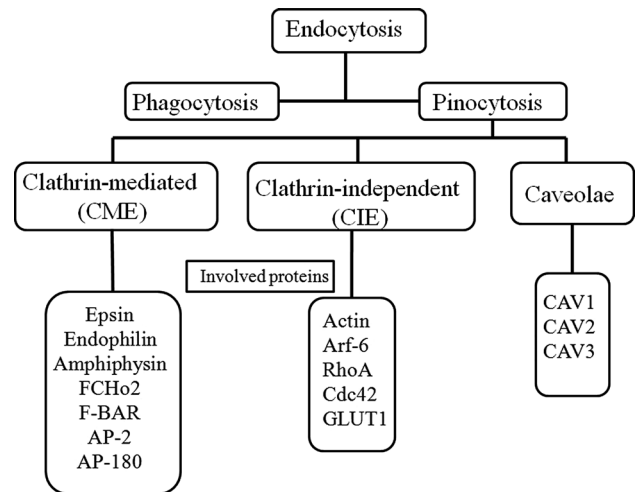 Endocytosis
Phagocytosis
Pinocytosis
Clathrin-mediated
(CME)
Clathrin-independent
(CIE)
Caveolae
Involved proteins
Epsin
Endophilin
Amphiphysin
FCHo2
F-BAR
AP-2
AP-180
Actin
Arf-6
RhoA
Cdc42
GLUT1
CAV1
CAV2
CAV3